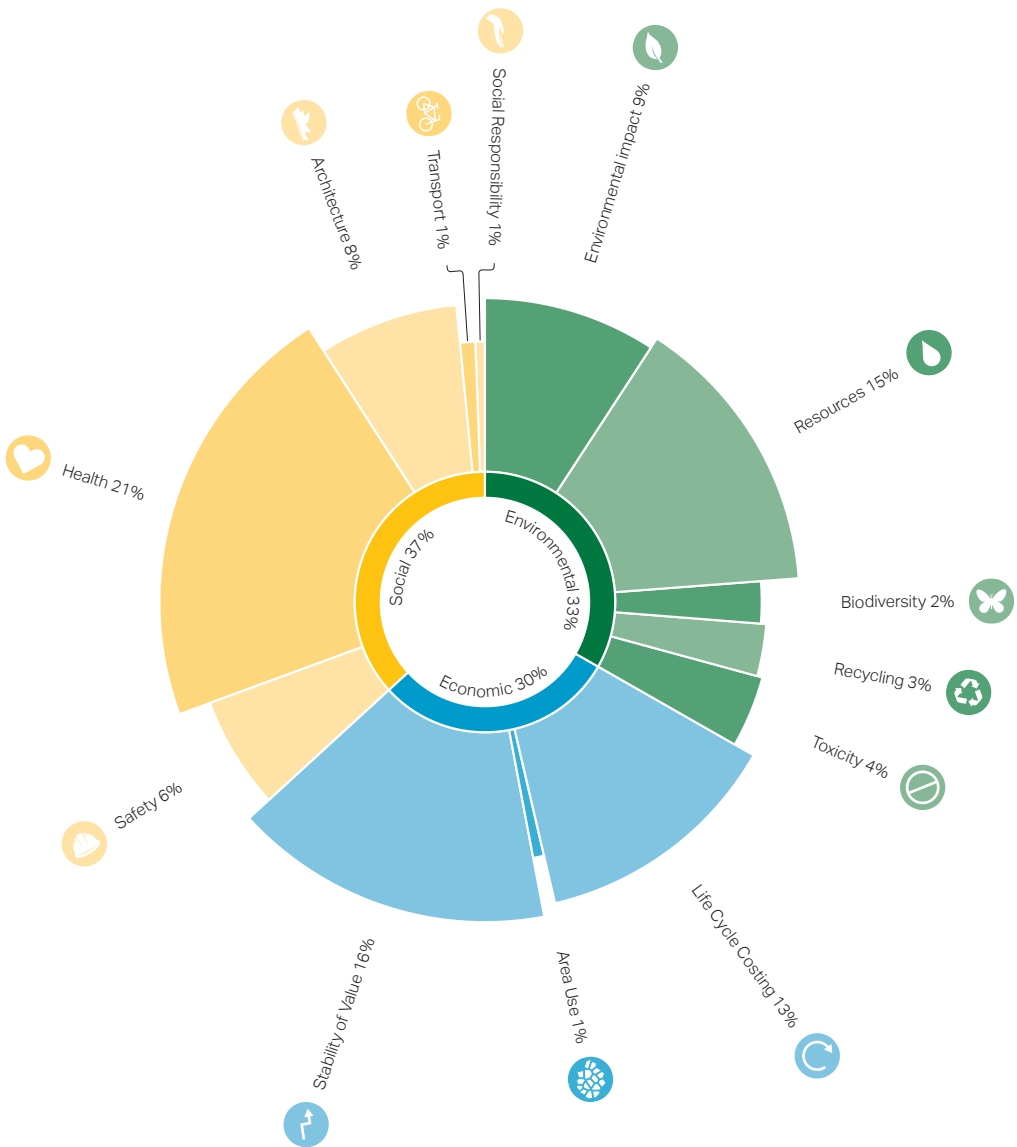 Social Responsibility 1%
Environmental impact 9%
Resources 15%
Biodiversity 2%
Recycling 3%
Toxicity 4%
Life Cycle Costing 13%
Area Use 1%
Stability of Value 16%
Safety 6%
Health 21%
Architecture 8%
Transport 1%
Environmental 33%
Economic 30%
Social 37%